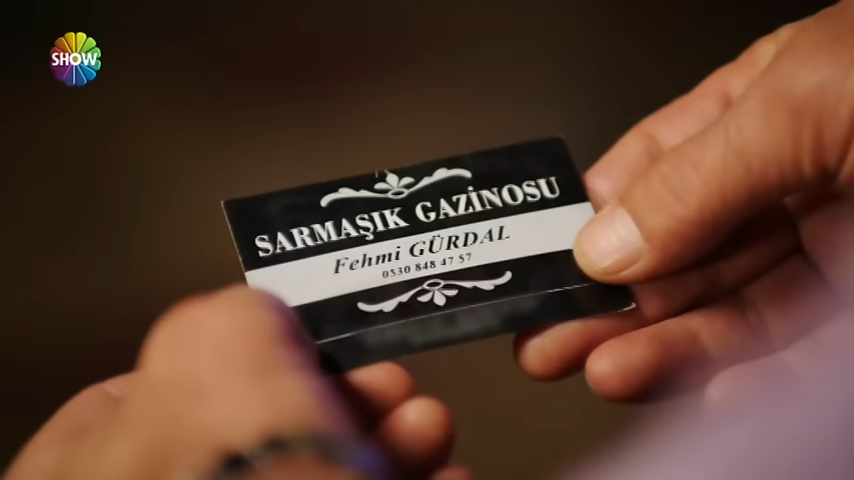 SHOW
SARMAŞIK GAZİNOSU
Fehmi GÜRDAL
0530 848 47 57